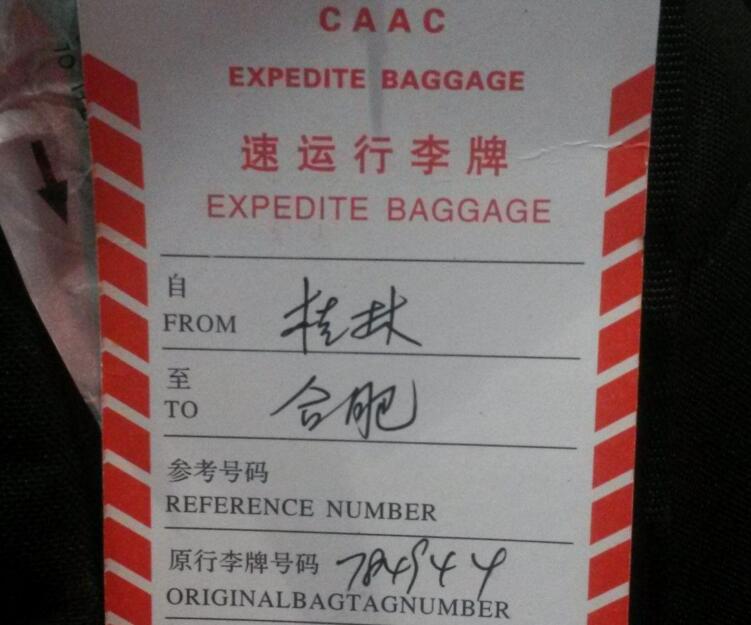 CAAC
EXPEDITE BAGGAGE
速运行李牌
EXPEDITE BAGGAGE
自
FROM 桂林
至
TO 合肥
参考号码
REFERENCE NUMBER
原行李牌号码 784944
ORIGINALBAGTAGNUMBER